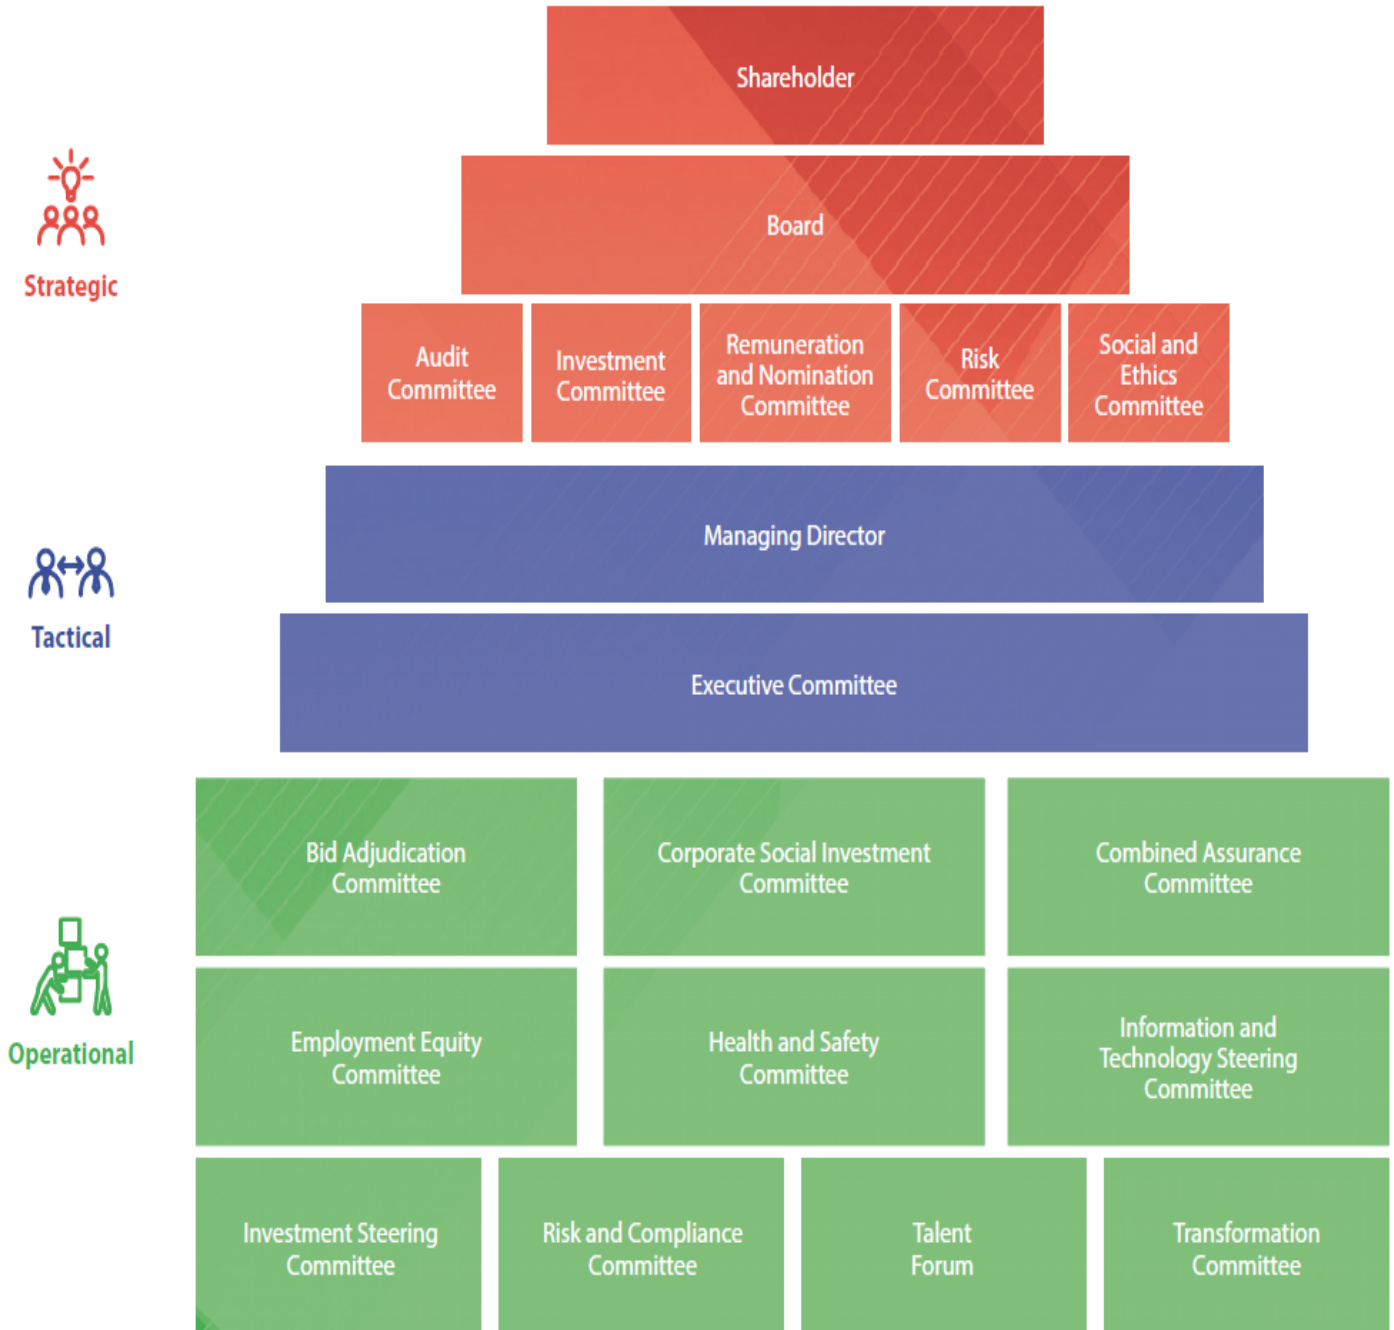 Shareholder
Board
Strategic
Audit
Committee
Investment
Committee
Remuneration
and Nomination
Committee
Risk
Committee
Social and
Ethics
Committee
Managing Director
Tactical
Executive Committee
Bid Adjudication
Committee
Corporate Social Investment
Committee
Combined Assurance
Committee
Operational
Employment Equity
Committee
Health and Safety
Committee
Information and
Technology Steering
Committee
Investment Steering
Committee
Risk and Compliance
Committee
Talent
Forum
Transformation
Committee